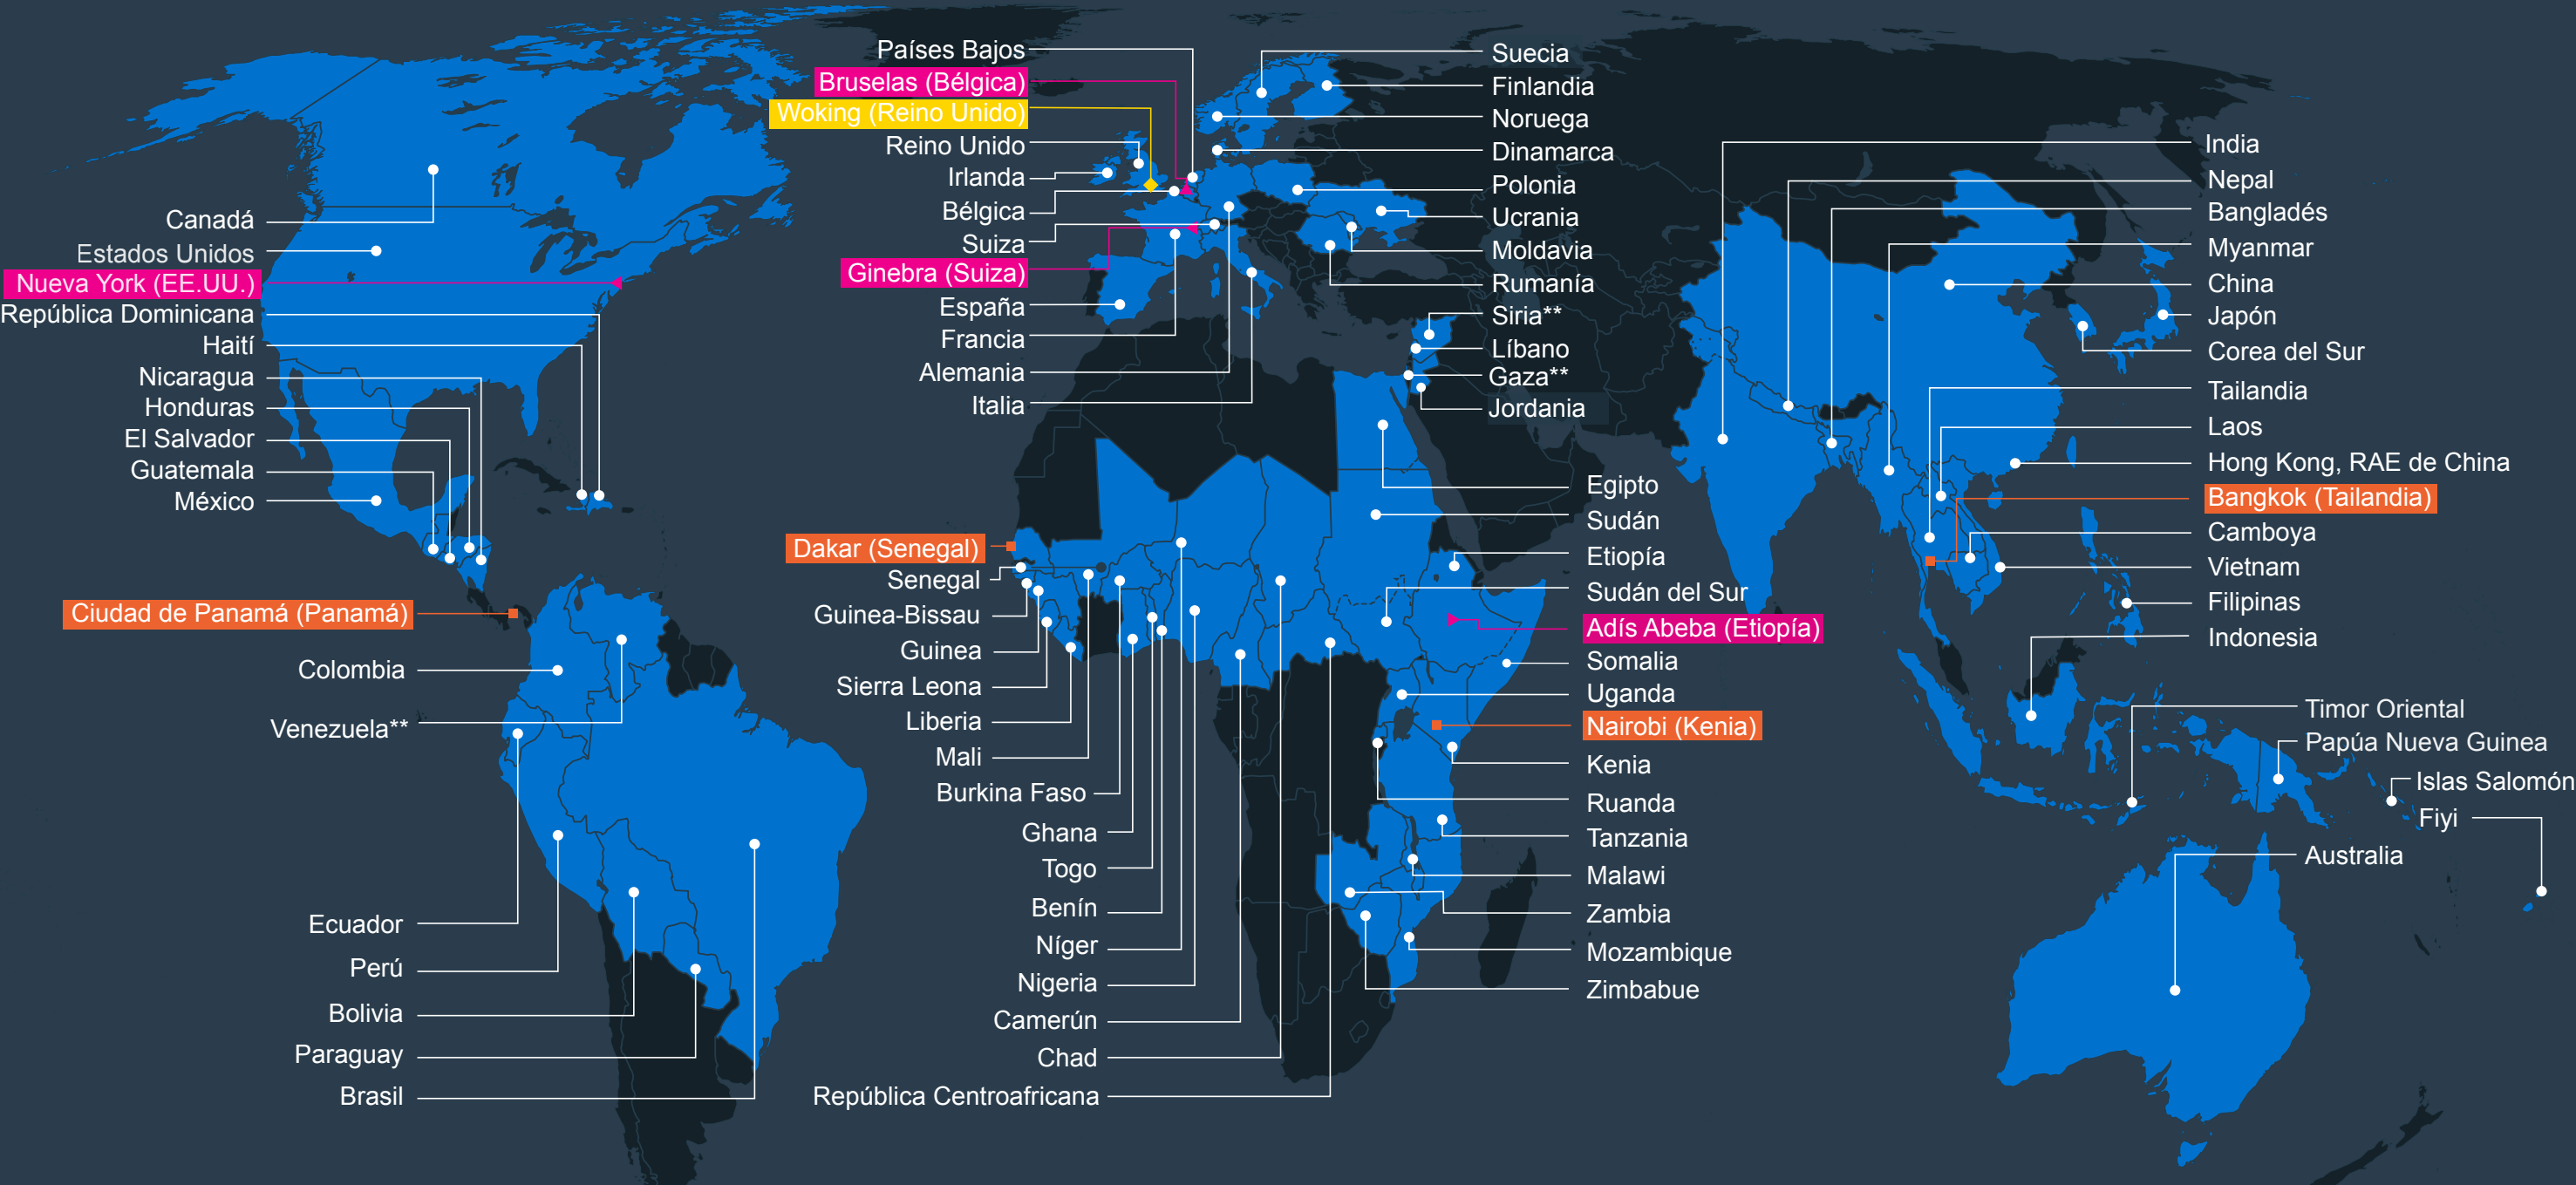 Canadá
Estados Unidos
Nueva York (EE.UU.)
República Dominicana
Haití
Nicaragua
Honduras
El Salvador
Guatemala
México
Ciudad de Panamá (Panamá)
Colombia
Venezuela**
Ecuador
Perú
Bolivia
Paraguay
Brasil
Países Bajos
Bruselas (Bélgica)
Woking (Reino Unido)
Reino Unido
Irlanda
Bélgica
Suiza
Ginebra (Suiza)
España
Francia
Alemania
Italia
Dakar (Senegal)
Senegal
Guinea-Bissau
Guinea
Sierra Leona
Liberia
Mali
Burkina Faso
Ghana
Togo
Benín
Níger
Nigeria
Camerún
Chad
República Centroafricana
Suecia
Finlandia
Noruega
Dinamarca
Polonia
Ucrania
Moldavia
Rumanía
Siria**
Líbano
Gaza**
Jordania
Egipto
Sudán
Etiopía
Sudán del Sur
Adís Abeba (Etiopía)
Somalia
Uganda
Nairobi (Kenia)
Kenia
Ruanda
Tanzania
Malawi
Zambia
Mozambique
Zimbabue
India
Nepal
Bangladés
Myanmar
China
Japón
Corea del Sur
Tailandia
Laos
Hong Kong, RAE de China
Bangkok (Tailandia)
Camboya
Vietnam
Filipinas
Indonesia
Timor Oriental
Papúa Nueva Guinea
Islas Salomón
Fiyi
Australia